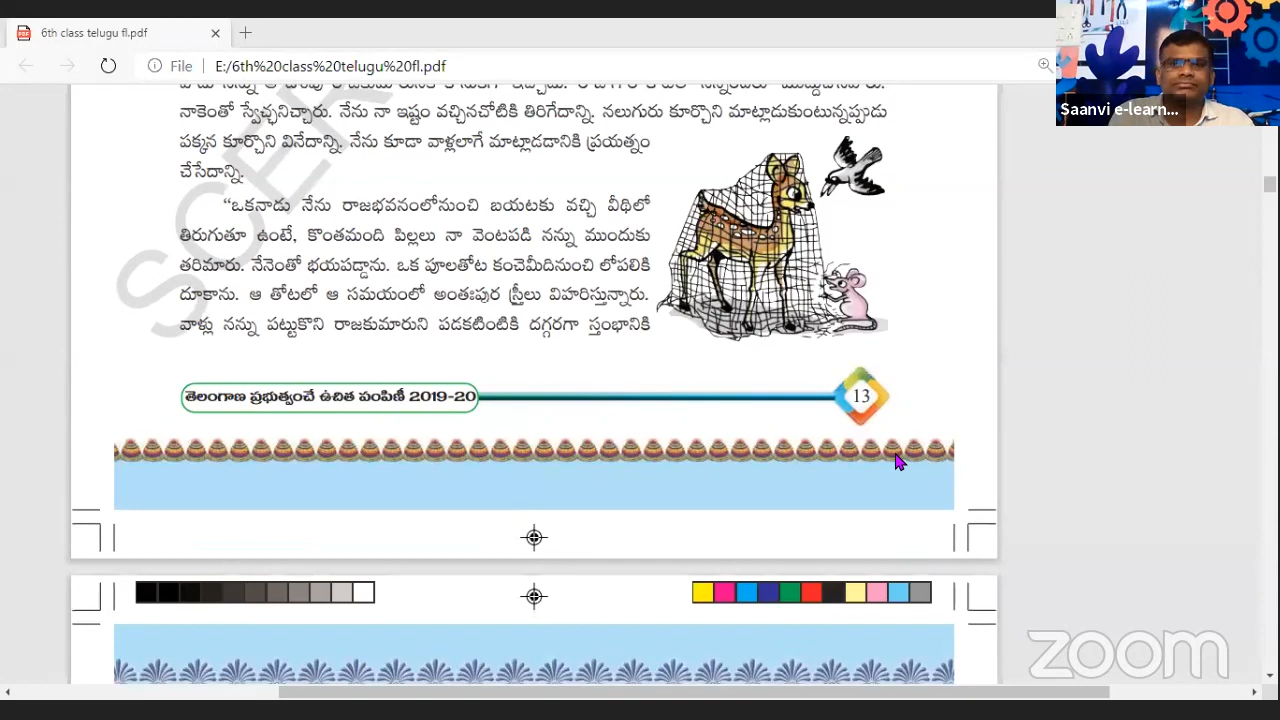 6th class telugu fl.pdf
File
E:/6th%20class%20telugu%20fl.pdf
Saanvi e-learn...
నాకెంతో స్వేచ్ఛనిచ్చారు. నేను నా ఇష్టం వచ్చినచోటికి తిరిగేదాన్ని. నలుగురు కూర్చొని మాట్లాడుకుంటున్నప్పుడు
పక్కన కూర్చొని వినేదాన్ని. నేను కూడా వాళ్లలాగే మాట్లాడడానికి ప్రయత్నం
చేసేదాన్ని.
“ఒకనాడు నేను రాజభవనంలోనుంచి బయటకు వచ్చి వీథిలో
తిరుగుతూ ఉంటే, కొంతమంది పిల్లలు నా వెంటపడి నన్ను ముందుకు
తరిమారు. నేనెంతో భయపడ్డాను. ఒక పూలతోట కంచెమీదినుంచి లోపలికి
దూకాను. ఆ తోటలో ఆ సమయంలో అంతఃపుర స్త్రీలు విహరిస్తున్నారు.
వాళ్లు నన్ను పట్టుకొని రాజకుమారుని పడకటింటికి దగ్గరగా స్తంభానికి
తెలంగాణ ప్రభుత్వంచే ఉచిత పంపిణీ 2019-20
13
SCER
zoom